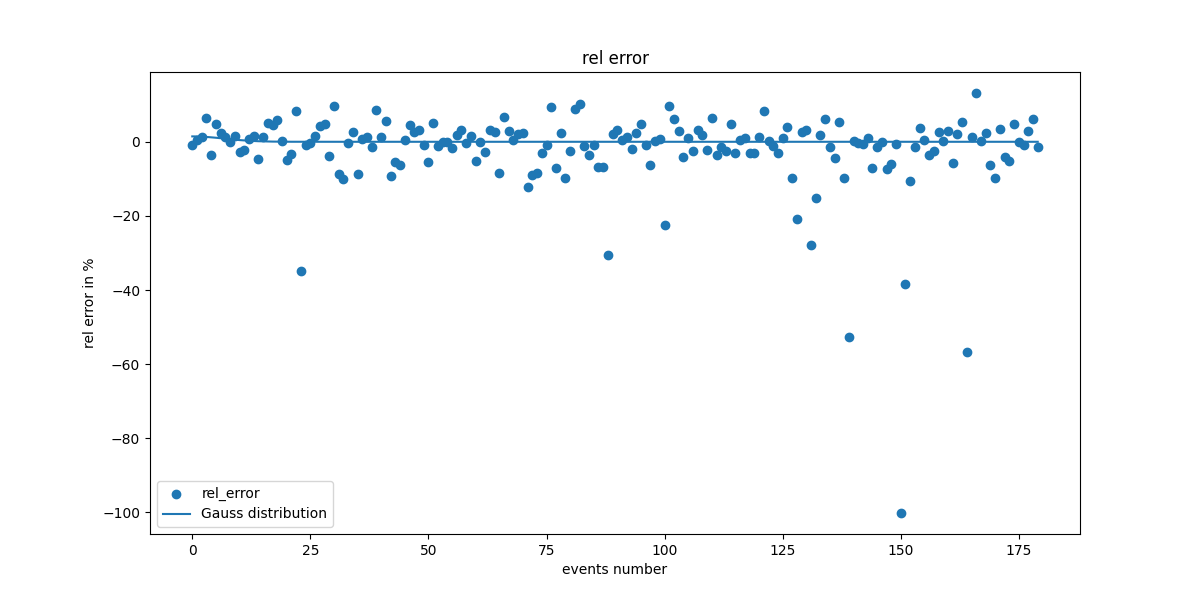 rel error
rel error in %
0
−20
−40
−60
−80
−100
rel_error
Gauss distribution
0
25
50
75
100
125
150
175
events number